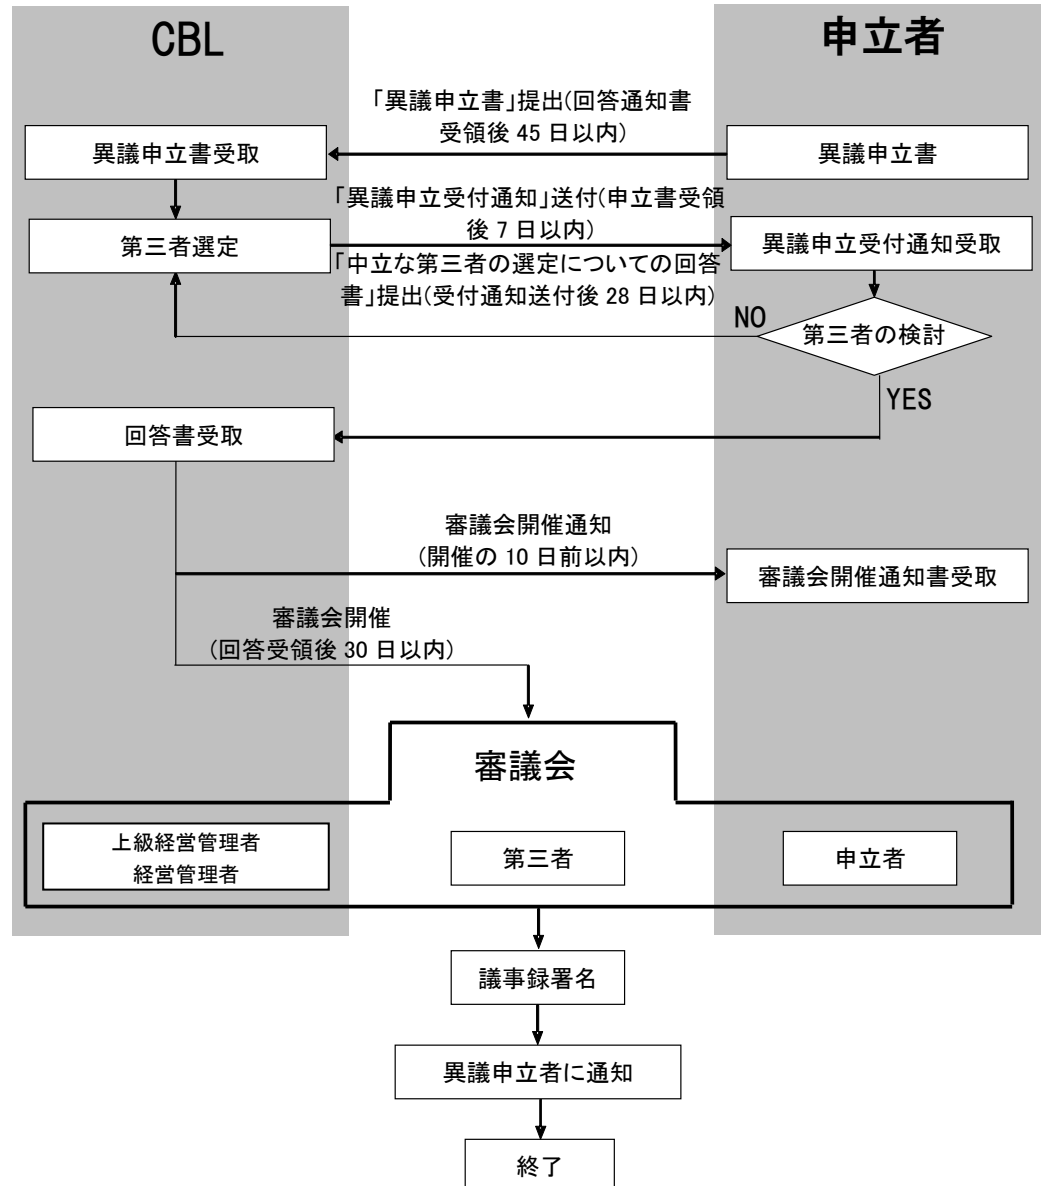 CBL
申立者
「異議申立書」提出(回答通知書
受領後 45 日以内)
異議申立書受取
異議申立書
「異議申立受付通知」送付(申立書受領
後 7 日以内)
第三者選定
異議申立受付通知受取
「中立な第三者の選定についての回答
書」提出(受付通知送付後 28 日以内)
NO
第三者の検討
YES
回答書受取
審議会開催通知
(開催の 10 日前以内)
審議会開催通知書受取
審議会開催
(回答受領後 30 日以内)
審議会
上級経営管理者
経営管理者
第三者
申立者
議事録署名
異議申立者に通知
終了